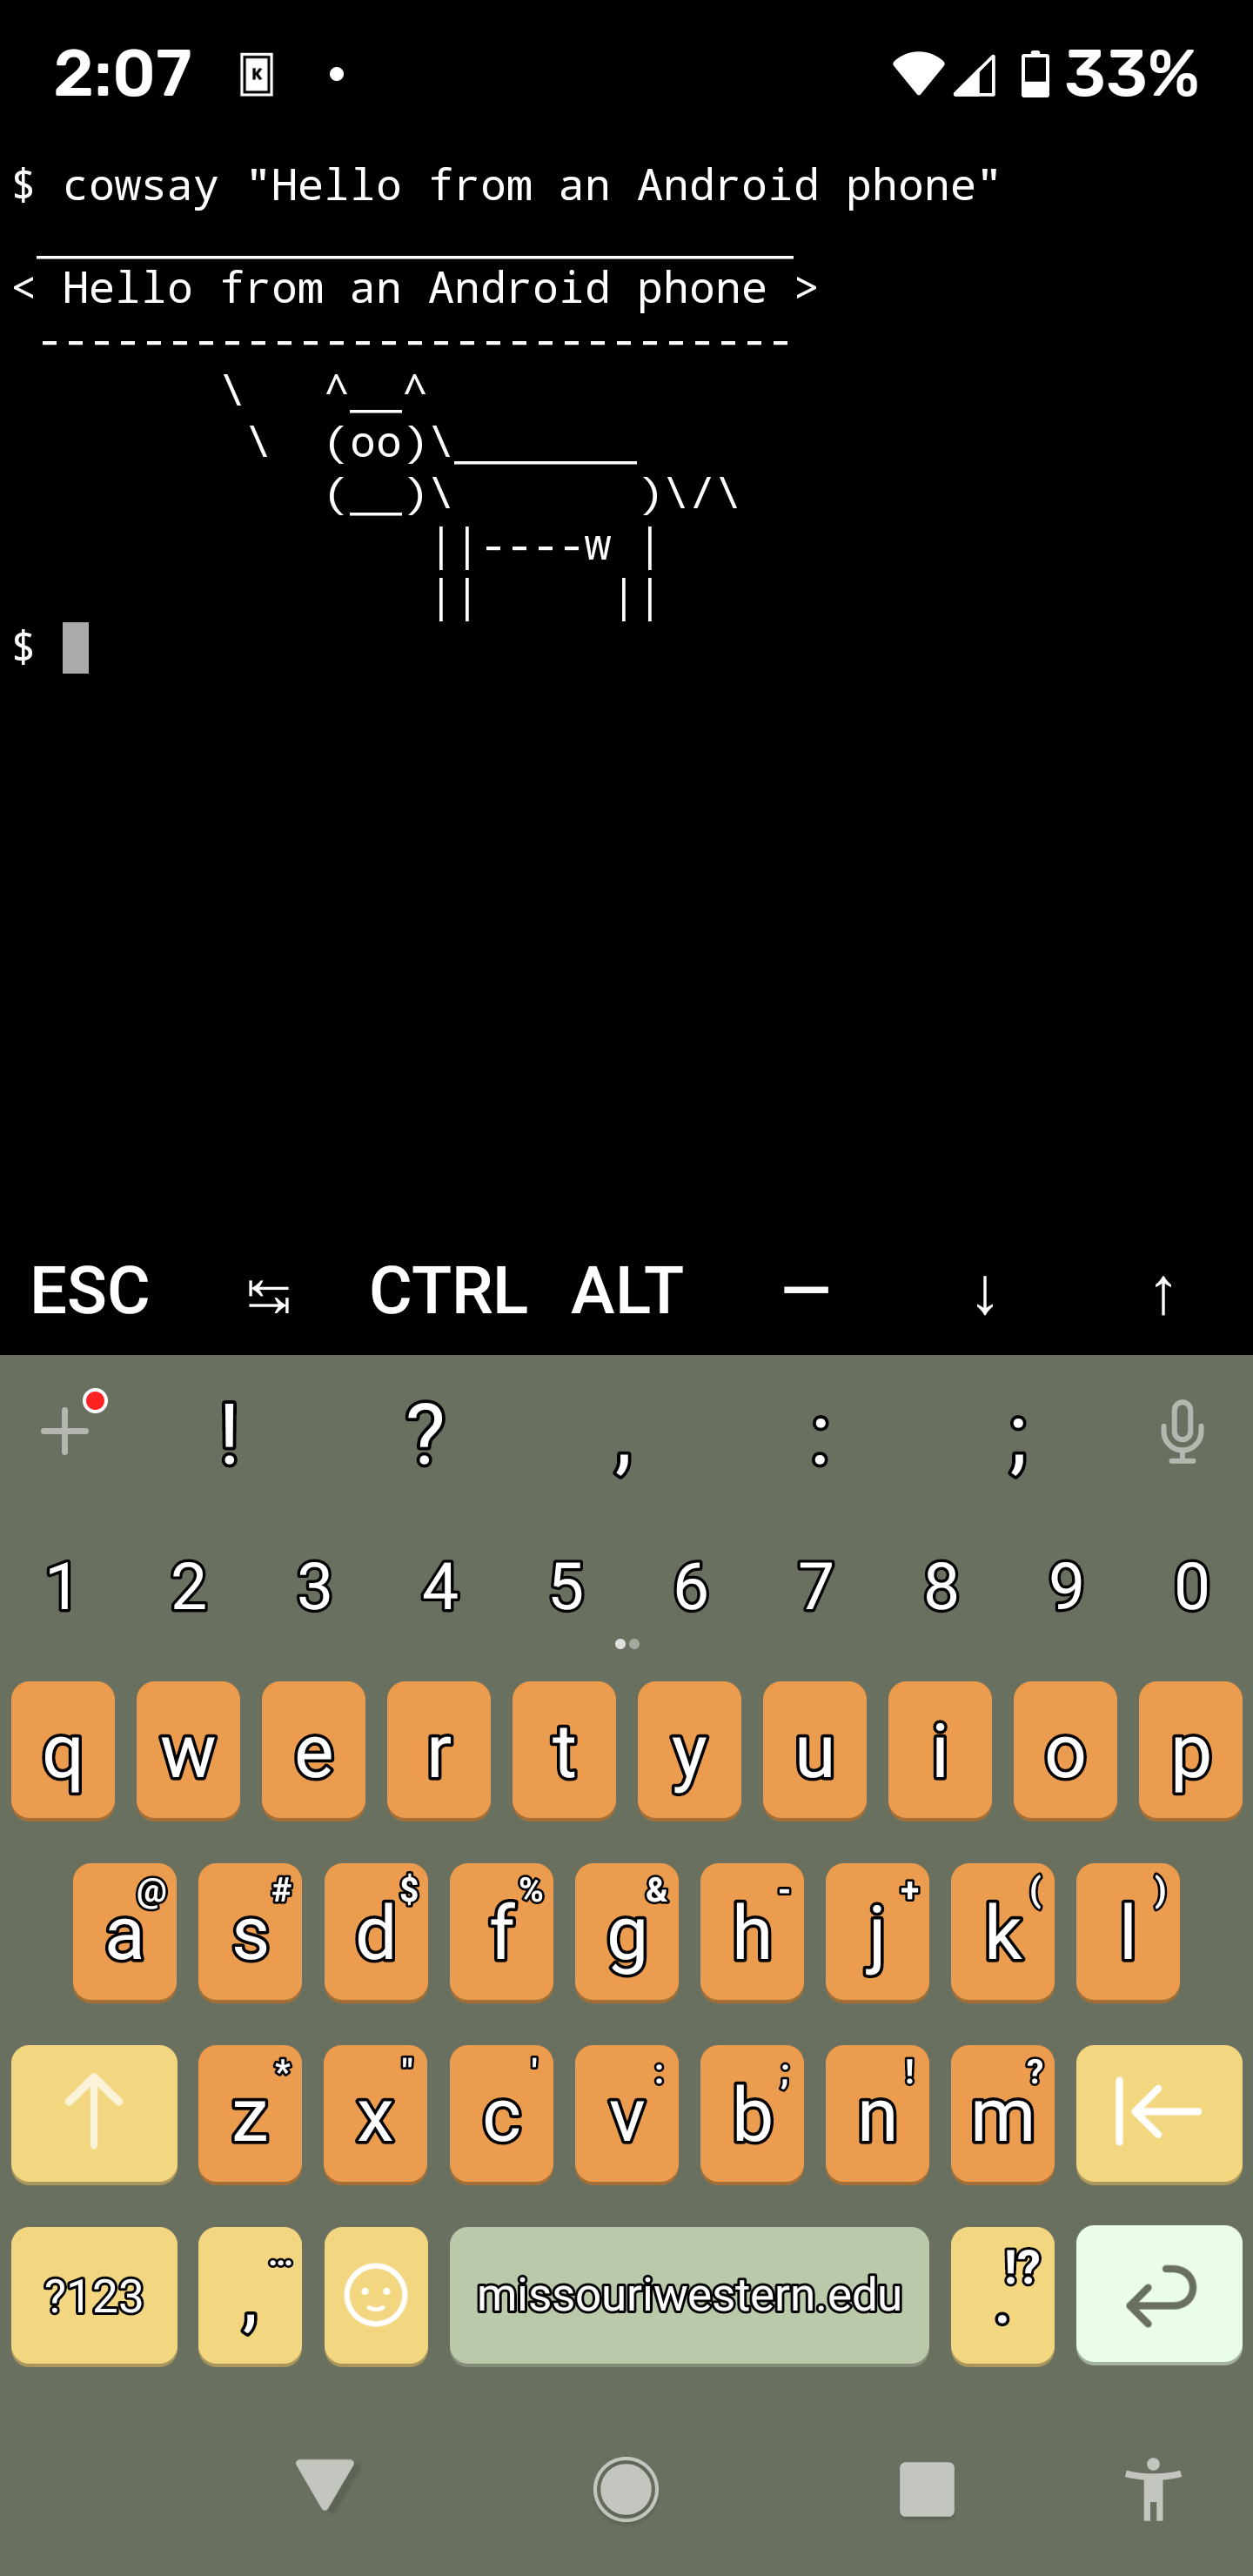 2:07 K 33%
$ cowsay "Hello from an Android phone"
 _____________________________
< Hello from an Android phone >
 -----------------------------
        \   ^__^
         \  (oo)\_______
            (__)\       )\/\
                ||----w |
                ||     ||
$
ESC ↹ CTRL ALT — ↓ ↑
! ? , : ;
1 2 3 4 5 6 7 8 9 0
q w e r t y u i o p
@ # $ % & - + ( )
a s d f g h j k l
* " ' : ; ! ?
z x c v b n m
… !?
?123 , missouriwestern.edu .